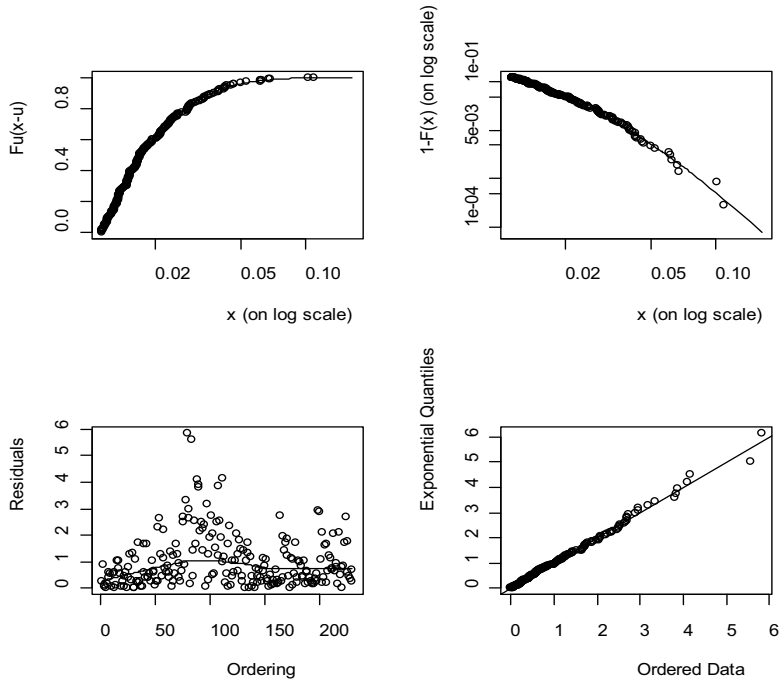 Fu(x-u)
0.8
0.4
0.0
0.02 0.05 0.10
x (on log scale)
1-F(x) (on log scale)
1e-01
5e-03
1e-04
0.02 0.05 0.10
x (on log scale)
Residuals
6
5
4
3
2
1
0
0 50 100 150 200
Ordering
Exponential Quantiles
6
5
4
3
2
1
0
0 1 2 3 4 5 6
Ordered Data